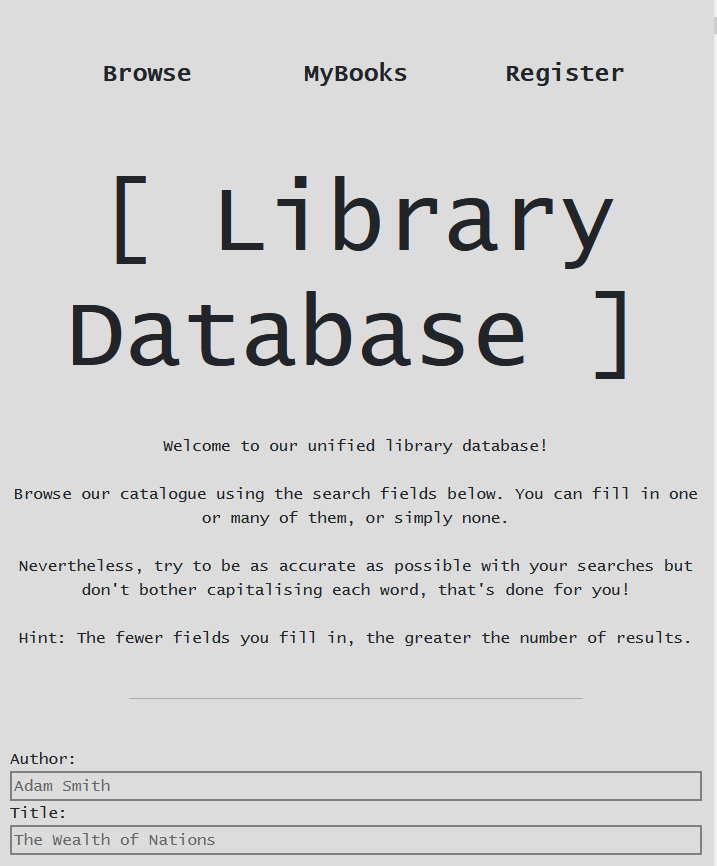 Browse MyBooks Register
[ Library
Database ]
Welcome to our unified library database!
Browse our catalogue using the search fields below. You can fill in one
or many of them, or simply none.
Nevertheless, try to be as accurate as possible with your searches but
don't bother capitalising each word, that's done for you!
Hint: The fewer fields you fill in, the greater the number of results.
Author:
Adam Smith
Title:
The Wealth of Nations